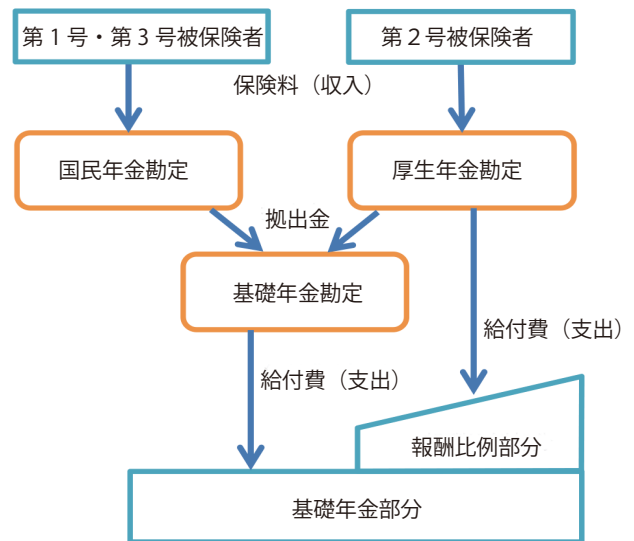 第1号・第3号被保険者
第2号被保険者
保険料（収入）
国民年金勘定
厚生年金勘定
拠出金
基礎年金勘定
給付費（支出）
給付費（支出）
報酬比例部分
基礎年金部分